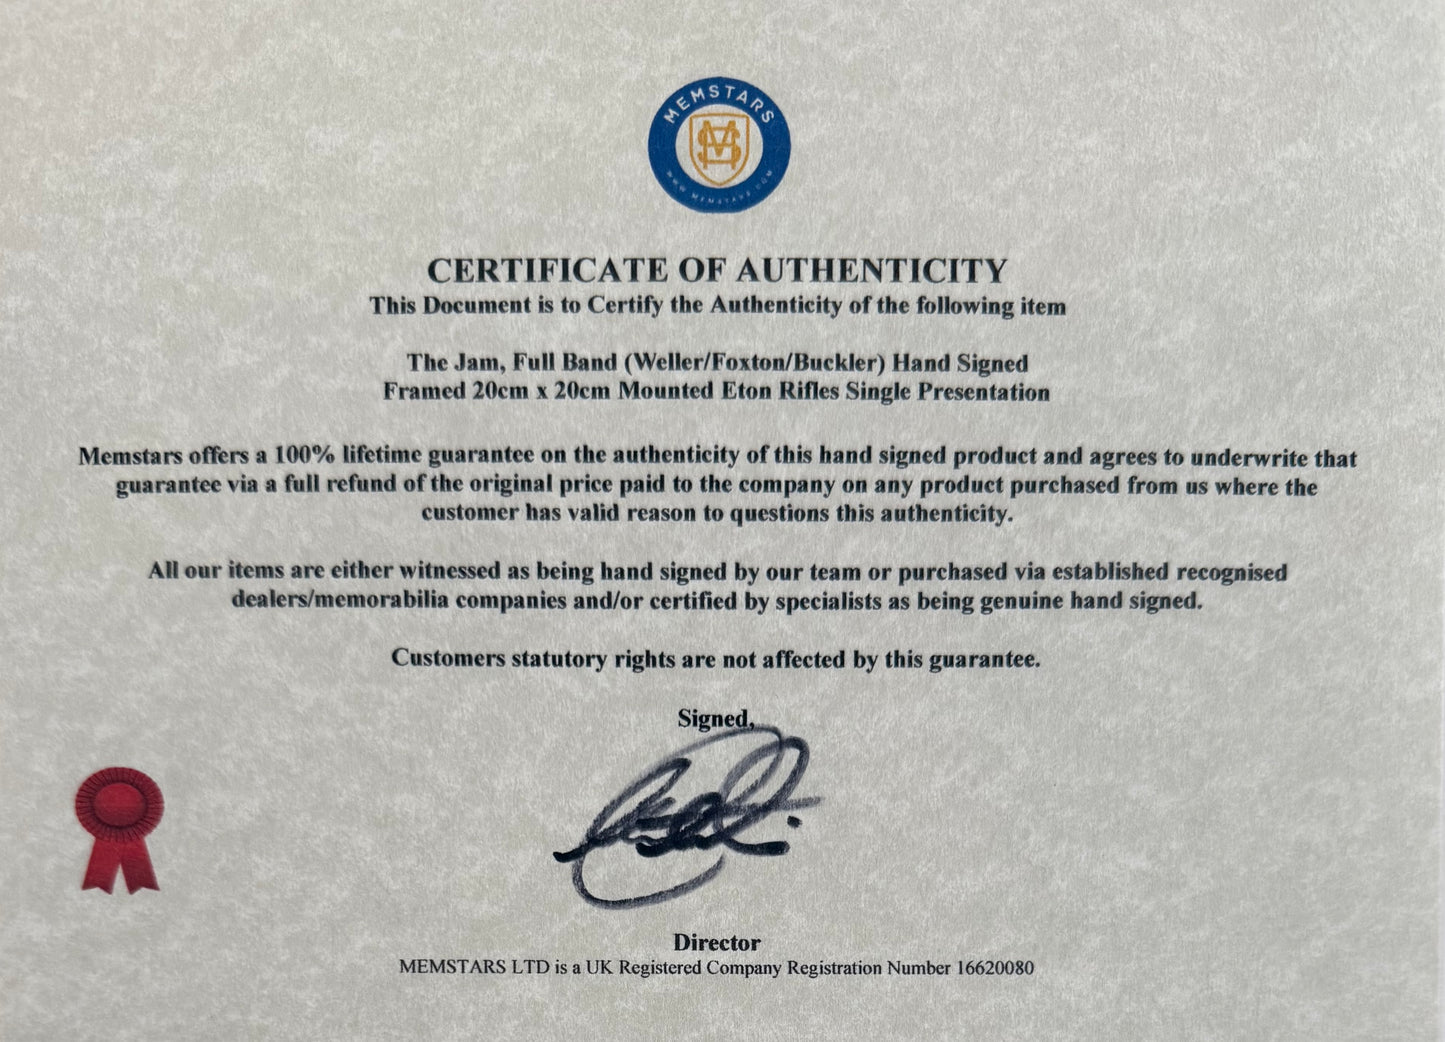 MEMSTARS
WWW.MEMSTARS.COM
CERTIFICATE OF AUTHENTICITY
This Document is to Certify the Authenticity of the following item
The Jam, Full Band (Weller/Foxton/Buckler) Hand Signed
Framed 20cm x 20cm Mounted Eton Rifles Single Presentation
Memstars offers a 100% lifetime guarantee on the authenticity of this hand signed product and agrees to underwrite that
guarantee via a full refund of the original price paid to the company on any product purchased from us where the
customer has valid reason to questions this authenticity.
All our items are either witnessed as being hand signed by our team or purchased via established recognised
dealers/memorabilia companies and/or certified by specialists as being genuine hand signed.
Customers statutory rights are not affected by this guarantee.
Signed,
Director
MEMSTARS LTD is a UK Registered Company Registration Number 16620080